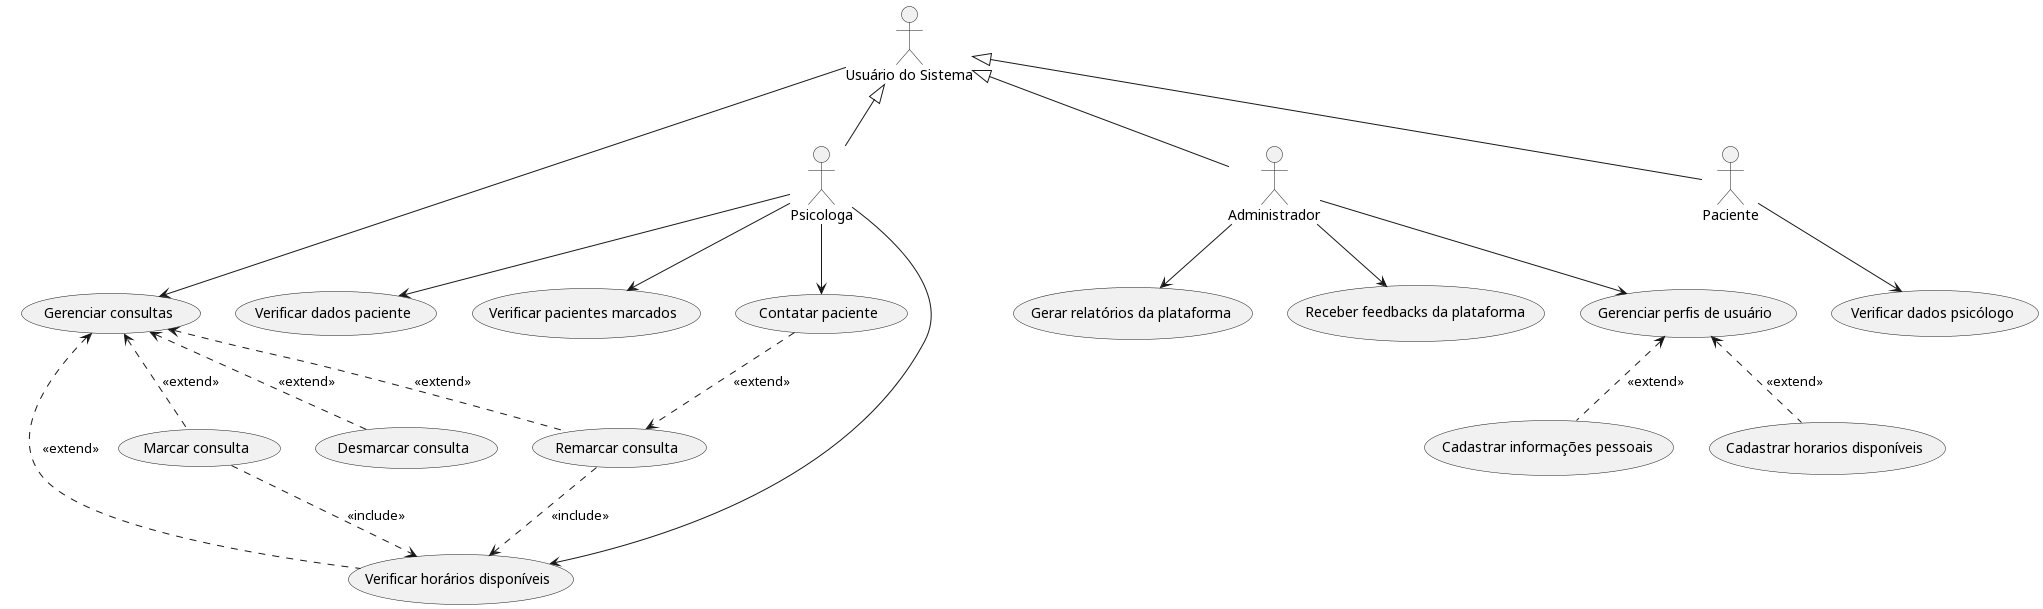 Usuário do Sistema
Psicologa
Administrador
Paciente
Gerenciar consultas
Verificar dados paciente
Verificar pacientes marcados
Contatar paciente
Gerar relatórios da plataforma
Receber feedbacks da plataforma
Gerenciar perfis de usuário
Verificar dados psicólogo
«extend»
«extend»
«extend»
«extend»
«extend»
«extend»
«extend»
Marcar consulta
Desmarcar consulta
Remarcar consulta
Cadastrar informações pessoais
Cadastrar horarios disponíveis
«include»
«include»
Verificar horários disponíveis